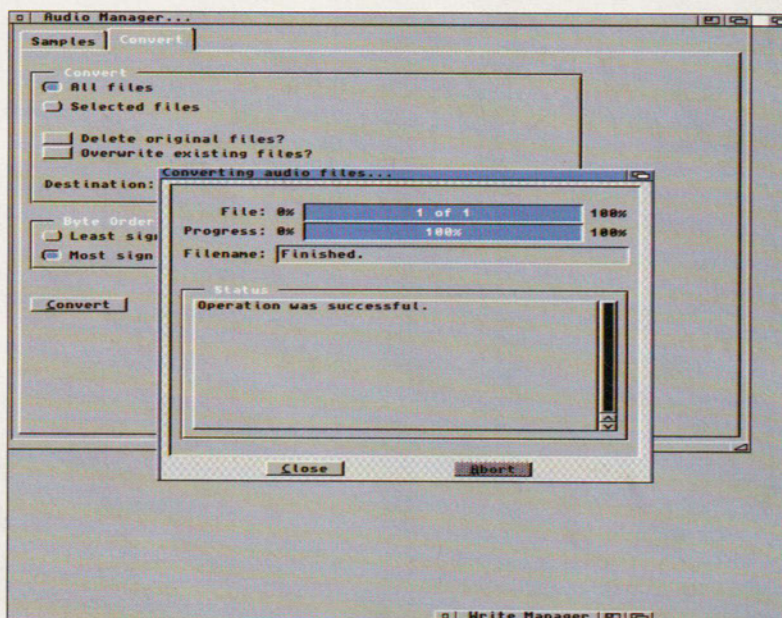 Audio Manager...
Samples Convert
Convert
All files
Selected files
Delete original files?
Overwrite existing files?
Destination:
Byte Order
Least sign
Most sign
Convert
Converting audio files...
File: 0% 1 of 1 100%
Progress: 0% 100% 100%
Filename: Finished.
Status
Operation was successful.
Close Abort
Write Manager